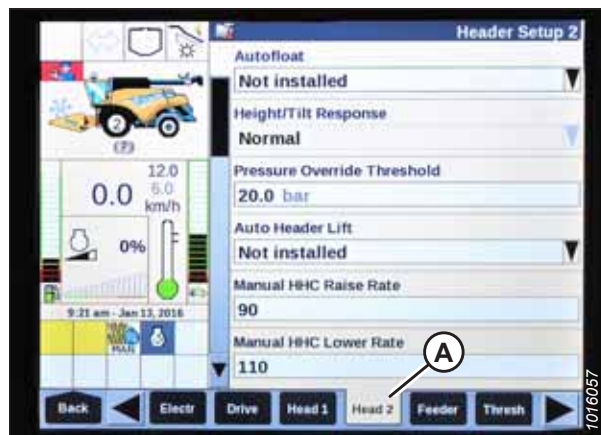 Header Setup 2
Autofloat
Not installed
Height/Tilt Response
Normal
Pressure Override Threshold
20.0 bar
Auto Header Lift
Not installed
Manual HHC Raise Rate
90
Manual HHC Lower Rate
110
2
(?)
12.0
0.0 6.0
km/h
0%
9:21 am - Jan 13, 2016
MAN
A
Back Electr Drive Head 1 Head 2 Feeder Thresh
1016057